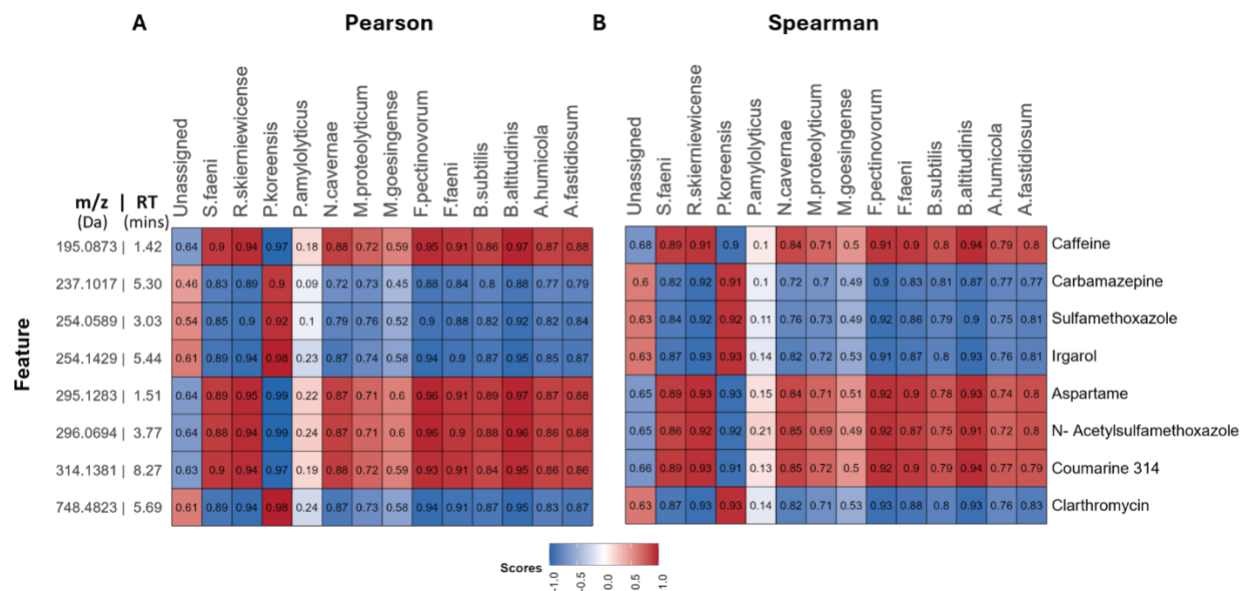 A Pearson B Spearman
Unassigned S.faeni R.skierniewicense P.koreensis P.amylolyticus N.cavernae M.proteolyticum M.goesingense F.pectinovorum F.faeni B.subtilis B.altitudinis A.humicola A.fastidiosum Unassigned S.faeni R.skierniewicense P.koreensis P.amylolyticus N.cavernae M.proteolyticum M.goesingense F.pectinovorum F.faeni B.subtilis B.altitudinis A.humicola A.fastidiosum
m/z | RT
(Da) (mins)
Feature
195.0873 | 1.42 0.64 0.9 0.94 0.97 0.18 0.88 0.72 0.59 0.95 0.91 0.86 0.97 0.87 0.88 0.68 0.89 0.91 0.9 0.1 0.84 0.71 0.5 0.91 0.9 0.8 0.94 0.79 0.8 Caffeine
237.1017 | 5.30 0.46 0.83 0.89 0.9 0.09 0.72 0.73 0.45 0.88 0.84 0.8 0.88 0.77 0.79 0.6 0.82 0.92 0.91 0.1 0.72 0.7 0.49 0.9 0.83 0.81 0.87 0.77 0.77 Carbamazepine
254.0589 | 3.03 0.54 0.85 0.9 0.92 0.1 0.79 0.76 0.52 0.9 0.88 0.82 0.92 0.82 0.84 0.63 0.84 0.92 0.92 0.11 0.76 0.73 0.49 0.92 0.86 0.79 0.9 0.75 0.81 Sulfamethoxazole
254.1429 | 5.44 0.61 0.89 0.94 0.98 0.23 0.87 0.74 0.58 0.94 0.9 0.87 0.95 0.85 0.87 0.63 0.87 0.93 0.93 0.14 0.82 0.72 0.53 0.91 0.87 0.8 0.93 0.76 0.81 Irgarol
295.1283 | 1.51 0.64 0.89 0.95 0.99 0.22 0.87 0.71 0.6 0.96 0.91 0.89 0.97 0.87 0.88 0.65 0.89 0.93 0.93 0.15 0.84 0.71 0.51 0.92 0.9 0.78 0.93 0.74 0.8 Aspartame
296.0694 | 3.77 0.64 0.88 0.94 0.99 0.24 0.87 0.71 0.6 0.96 0.9 0.88 0.96 0.86 0.88 0.65 0.86 0.92 0.92 0.21 0.85 0.69 0.49 0.92 0.87 0.75 0.91 0.72 0.8 N- Acetylsulfamethoxazole
314.1381 | 8.27 0.63 0.9 0.94 0.97 0.19 0.88 0.72 0.59 0.93 0.91 0.84 0.95 0.86 0.86 0.66 0.89 0.93 0.91 0.13 0.85 0.72 0.5 0.92 0.9 0.79 0.94 0.77 0.79 Coumarine 314
748.4823 | 5.69 0.61 0.89 0.94 0.98 0.24 0.87 0.73 0.58 0.94 0.91 0.87 0.95 0.83 0.87 0.63 0.87 0.93 0.93 0.14 0.82 0.71 0.53 0.93 0.88 0.8 0.93 0.76 0.83 Clarthromycin
Scores
-1.0 -0.5 0.0 0.5 1.0